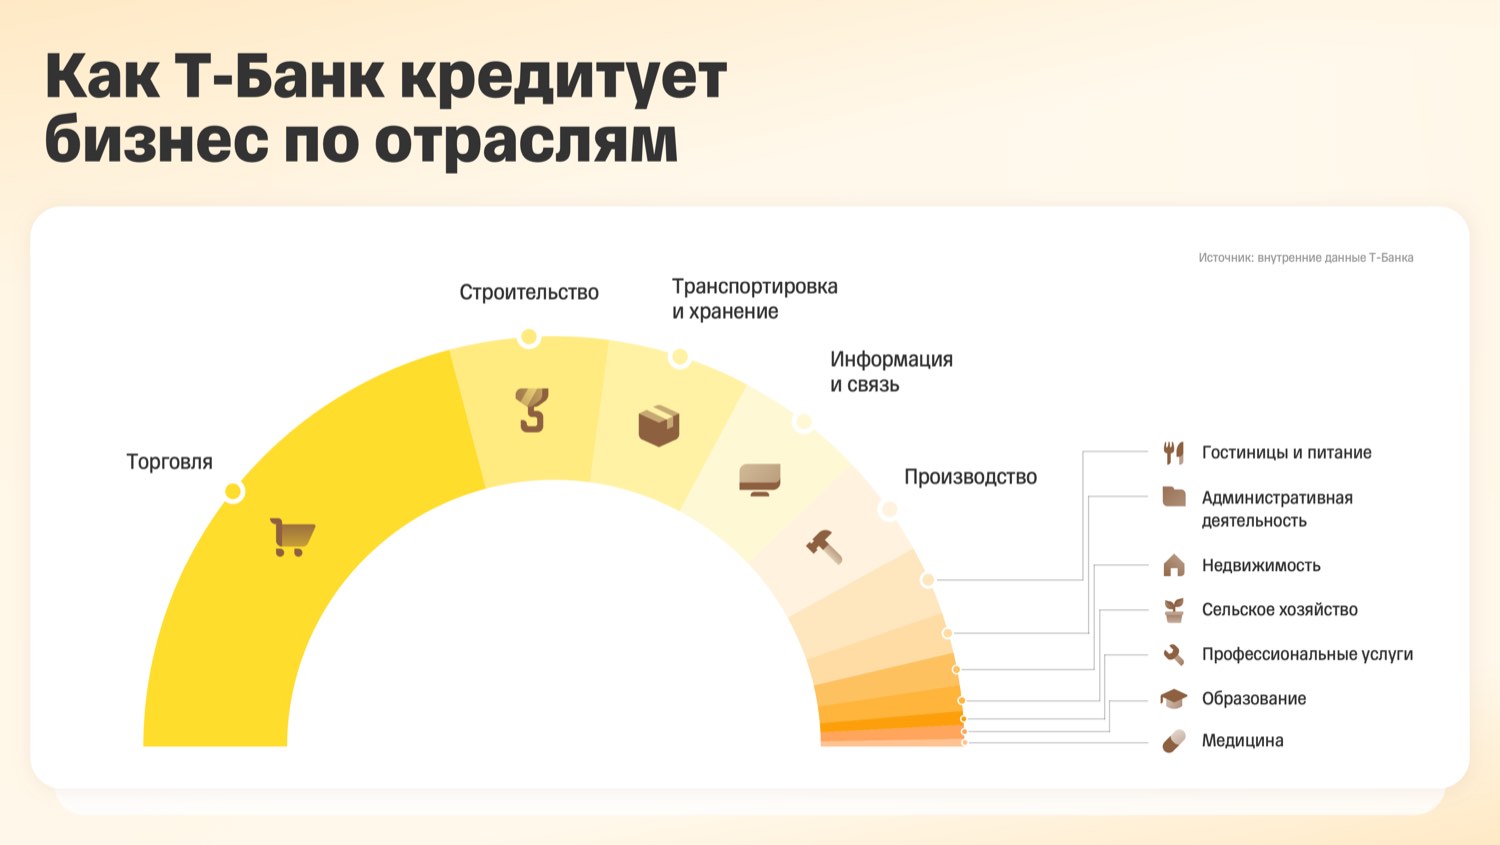 Как Т-Банк кредитует
бизнес по отраслям
Источник: внутренние данные Т-Банка
Строительство
Транспортировка
и хранение
Информация
и связь
Торговля
Производство
Гостиницы и питание
Административная
деятельность
Недвижимость
Сельское хозяйство
Профессиональные услуги
Образование
Медицина